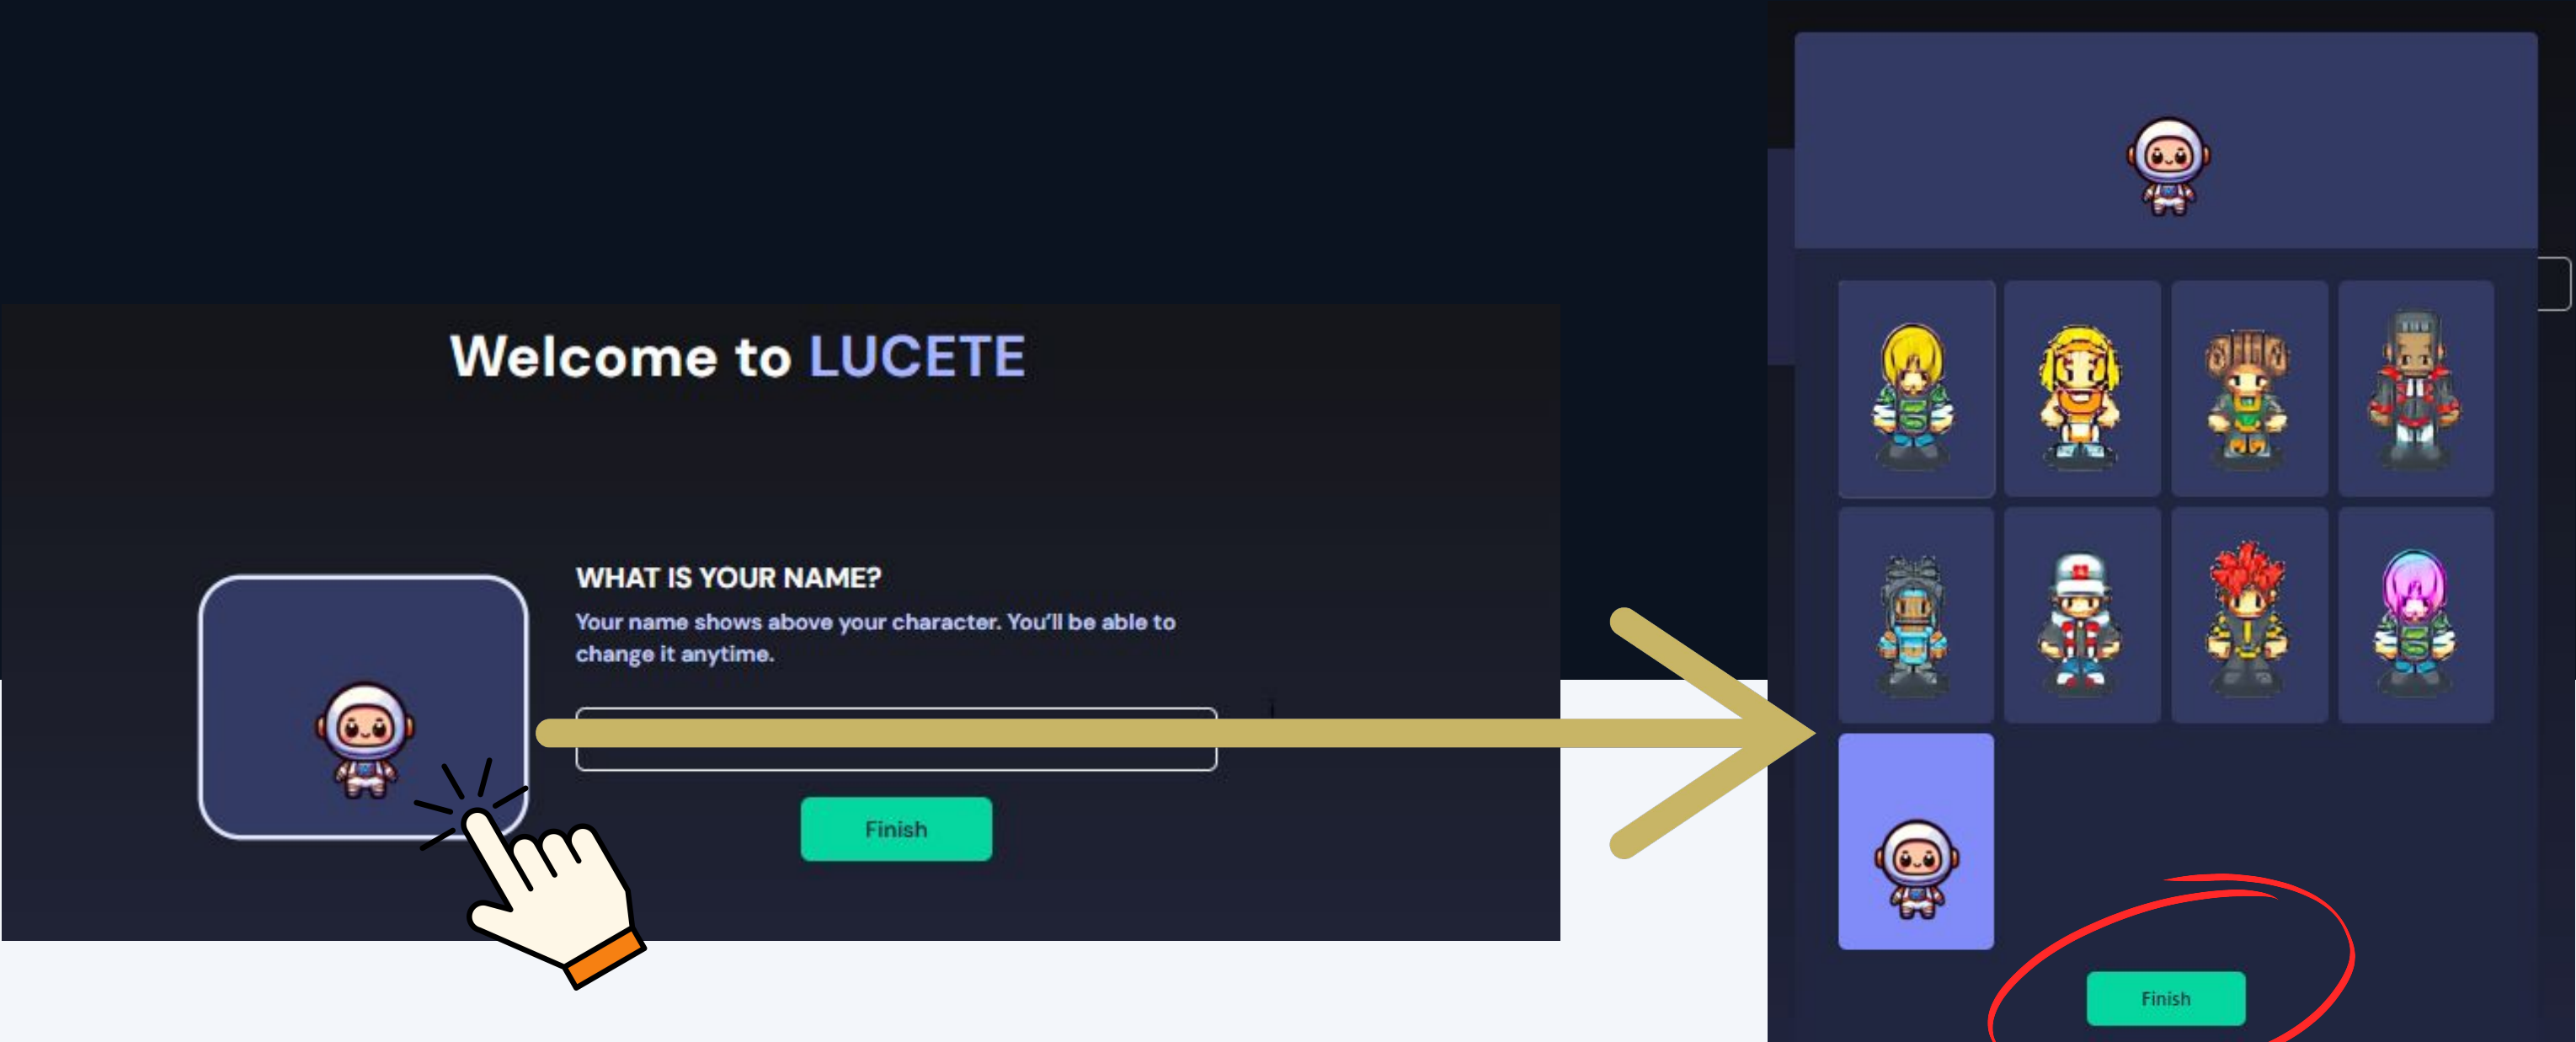 Welcome to LUCETE
WHAT IS YOUR NAME?
Your name shows above your character. You'll be able to
change it anytime.
Finish
Finish